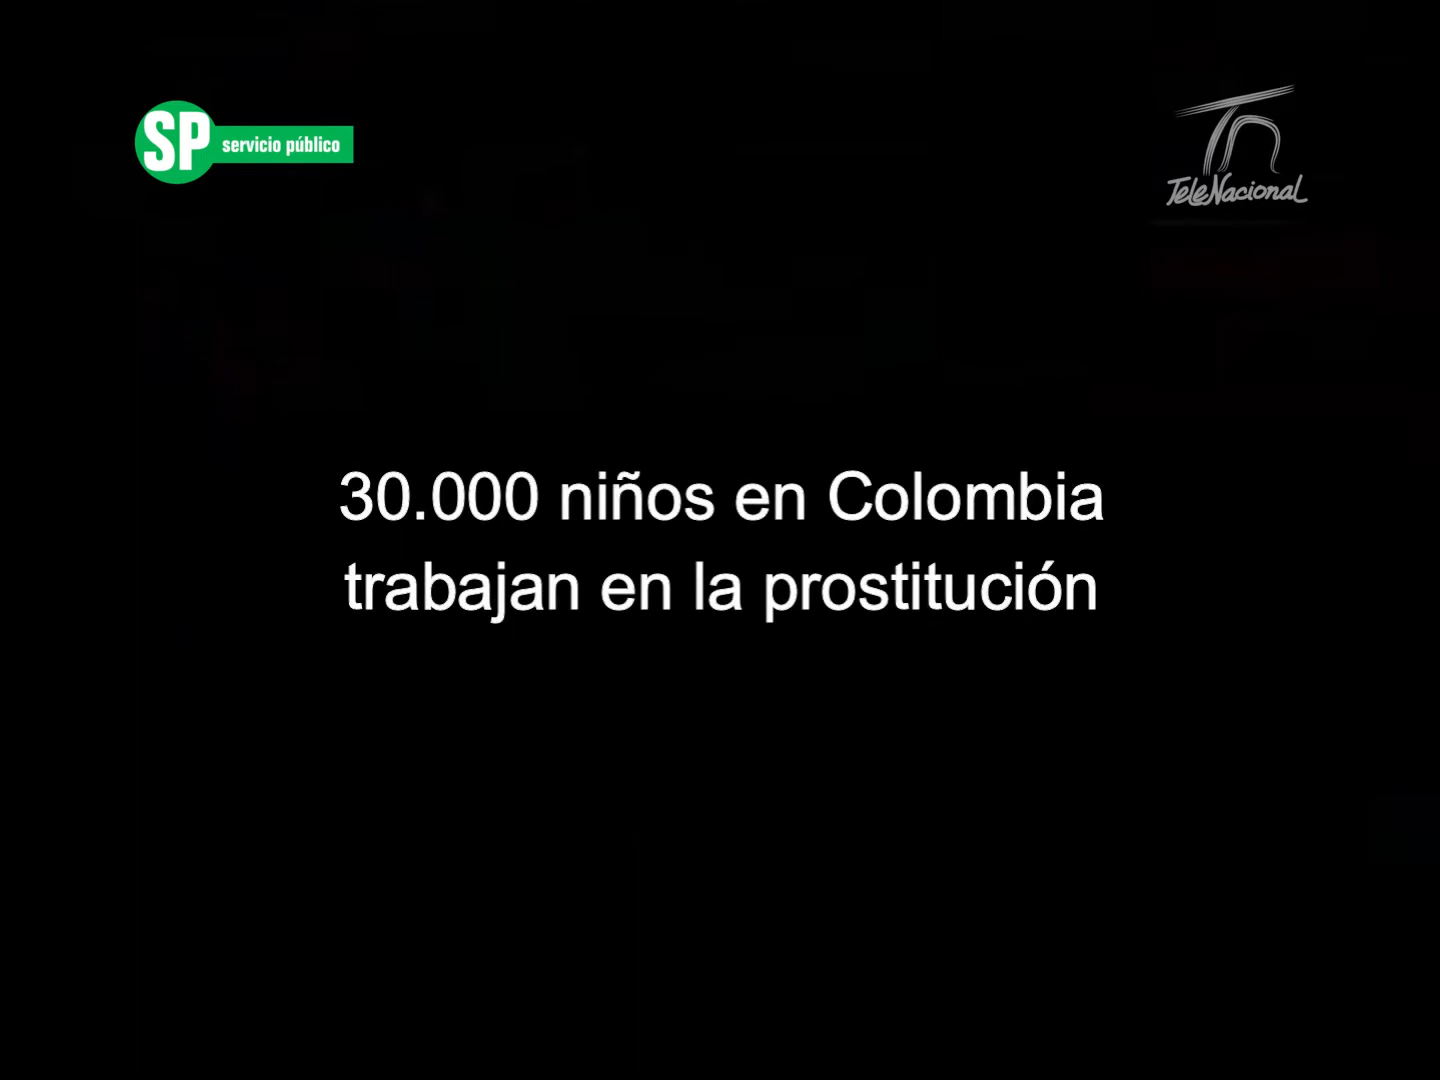 SP servicio público
TeleNacional
30.000 niños en Colombia
trabajan en la prostitución